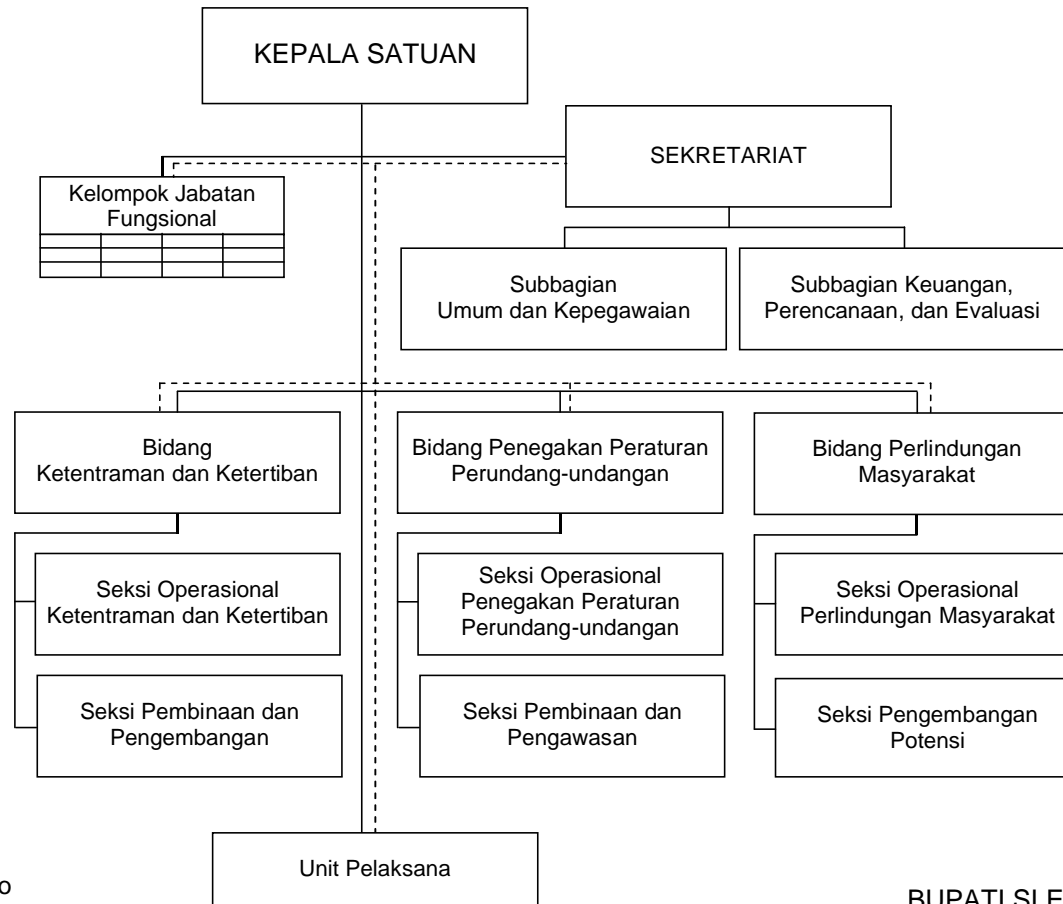 KEPALA SATUAN
SEKRETARIAT
Kelompok Jabatan
Fungsional
Subbagian
Umum dan Kepegawaian
Subbagian Keuangan,
Perencanaan, dan Evaluasi
Bidang
Ketentraman dan Ketertiban
Bidang Penegakan Peraturan
Perundang-undangan
Bidang Perlindungan
Masyarakat
Seksi Operasional
Ketentraman dan Ketertiban
Seksi Operasional
Penegakan Peraturan
Perundang-undangan
Seksi Operasional
Perlindungan Masyarakat
Seksi Pembinaan dan
Pengembangan
Seksi Pembinaan dan
Pengawasan
Seksi Pengembangan
Potensi
Unit Pelaksana
BUPATI